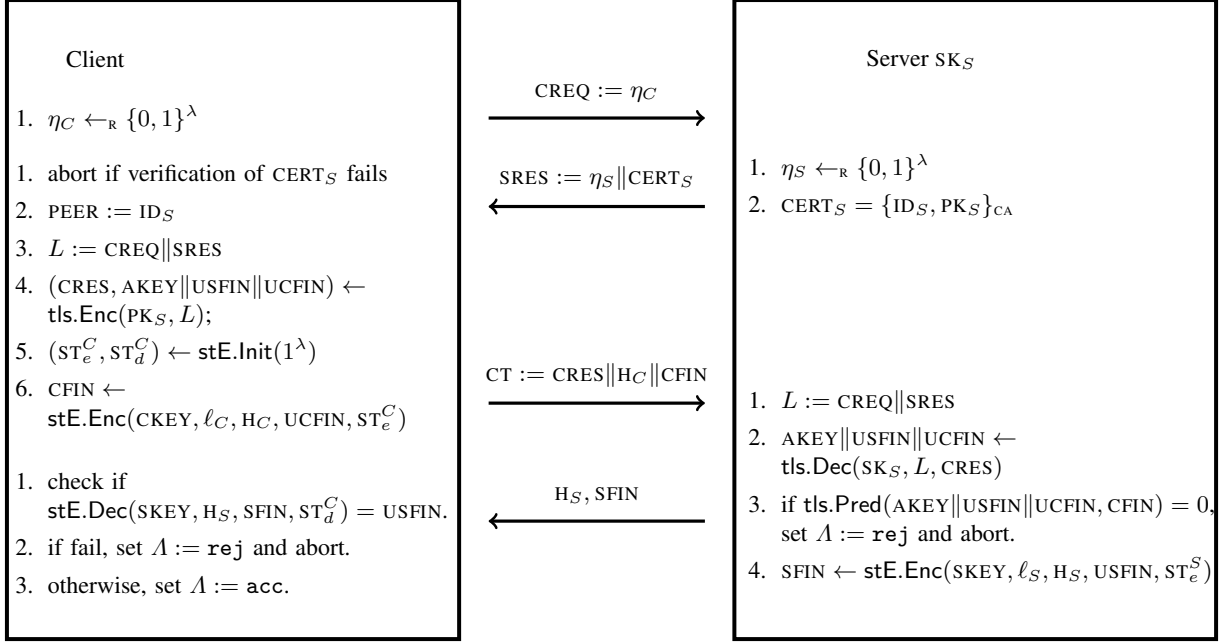 Client
1. η_C ←_R {0, 1}^λ
1. abort if verification of CERT_S fails
2. PEER := ID_S
3. L := CREQ‖SRES
4. (CRES, AKEY‖USFIN‖UCFIN) ←
tls.Enc(PK_S, L);
5. (ST_e^C, ST_d^C) ← stE.Init(1^λ)
6. CFIN ←
stE.Enc(CKEY, ℓ_C, H_C, UCFIN, ST_e^C)
1. check if
stE.Dec(SKEY, H_S, SFIN, ST_d^C) = USFIN.
2. if fail, set Λ := rej and abort.
3. otherwise, set Λ := acc.
CREQ := η_C
SRES := η_S‖CERT_S
CT := CRES‖H_C‖CFIN
H_S, SFIN
Server SK_S
1. η_S ←_R {0, 1}^λ
2. CERT_S = {ID_S, PK_S}_CA
1. L := CREQ‖SRES
2. AKEY‖USFIN‖UCFIN ←
tls.Dec(SK_S, L, CRES)
3. if tls.Pred(AKEY‖USFIN‖UCFIN, CFIN) = 0,
set Λ := rej and abort.
4. SFIN ← stE.Enc(SKEY, ℓ_S, H_S, USFIN, ST_e^S)